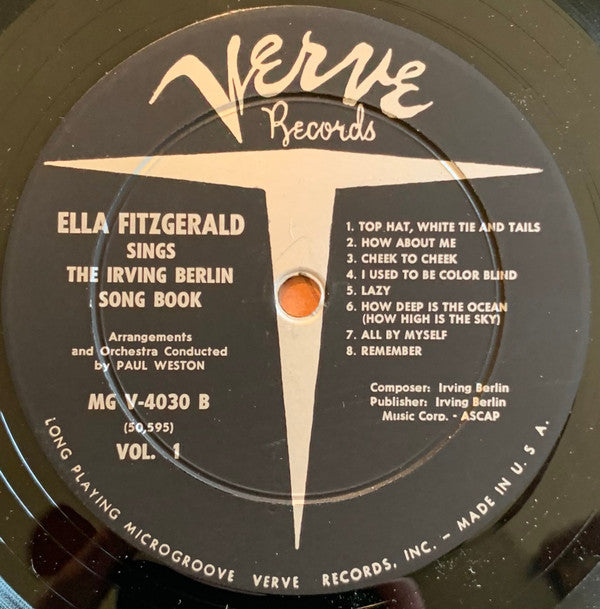 Verve
Records
ELLA FITZGERALD
SINGS
THE IRVING BERLIN
SONG BOOK
Arrangements
and Orchestra Conducted
by PAUL WESTON
MG V-4030 B
(50,595)
VOL. 1
1. TOP HAT, WHITE TIE AND TAILS
2. HOW ABOUT ME
3. CHEEK TO CHEEK
4. I USED TO BE COLOR BLIND
5. LAZY
6. HOW DEEP IS THE OCEAN
(HOW HIGH IS THE SKY)
7. ALL BY MYSELF
8. REMEMBER
Composer: Irving Berlin
Publisher: Irving Berlin
Music Corp. - ASCAP
LONG PLAYING MICROGROOVE VERVE RECORDS, INC. – MADE IN U. S. A.